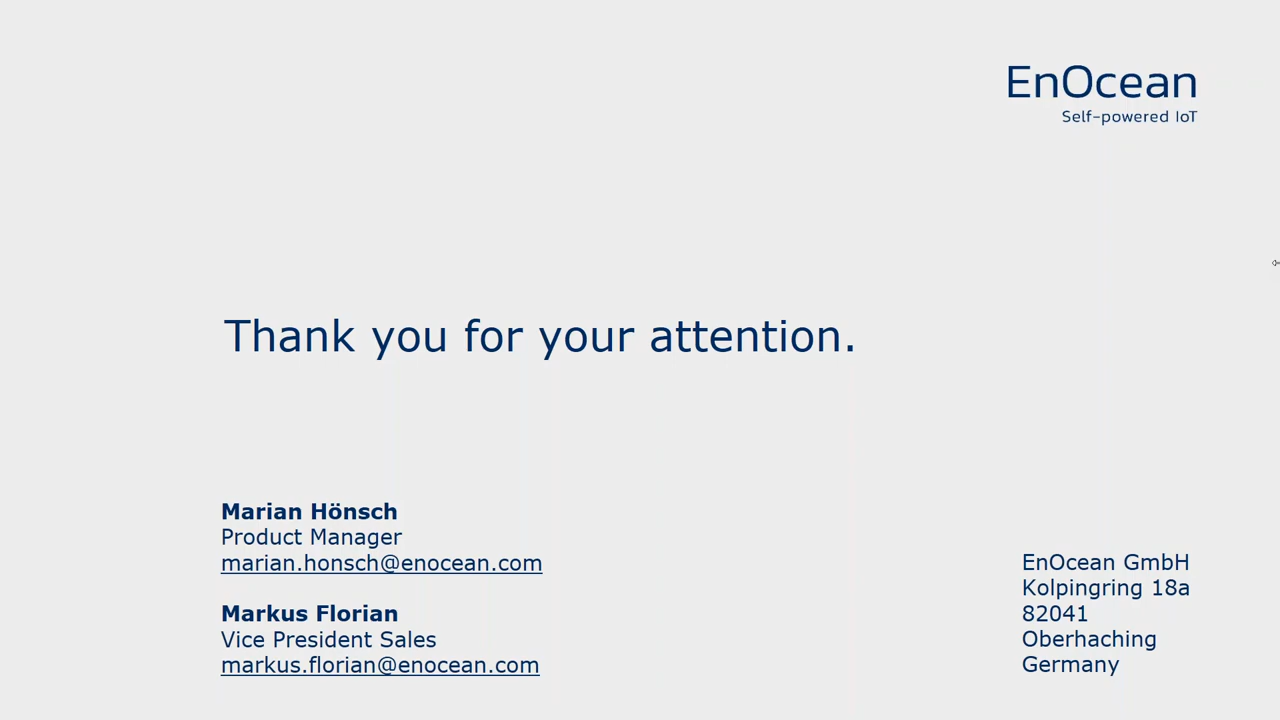 EnOcean
Self-powered IoT
Thank you for your attention.
Marian Hönsch
Product Manager
marian.honsch@enocean.com
Markus Florian
Vice President Sales
markus.florian@enocean.com
EnOcean GmbH
Kolpingring 18a
82041
Oberhaching
Germany